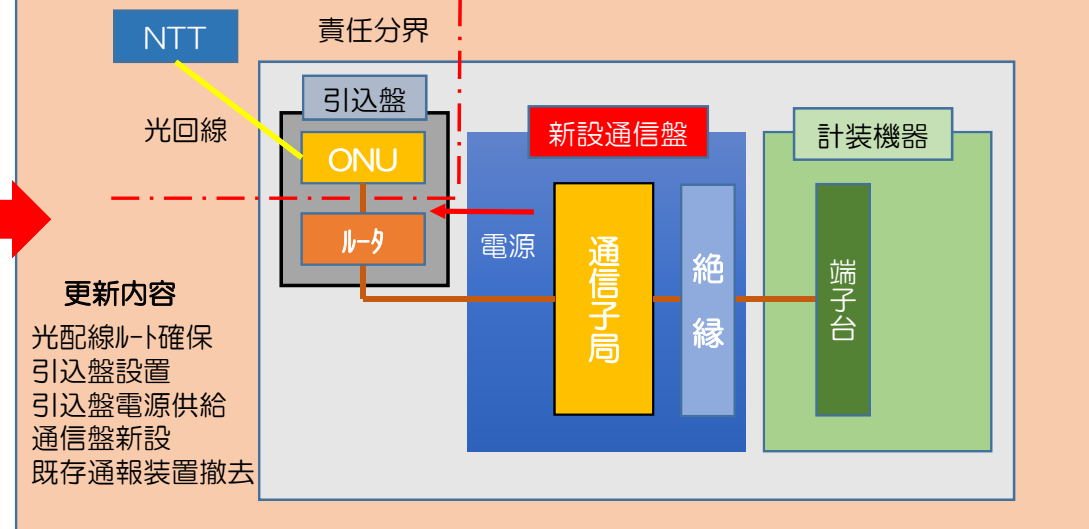 NTT
責任分界
光回線
引込盤
ONU
ﾙｰﾀ
新設通信盤
電源
通信子局
絶縁
計装機器
端子台
更新内容
光配線ﾙｰﾄ確保
引込盤設置
引込盤電源供給
通信盤新設
既存通報装置撤去